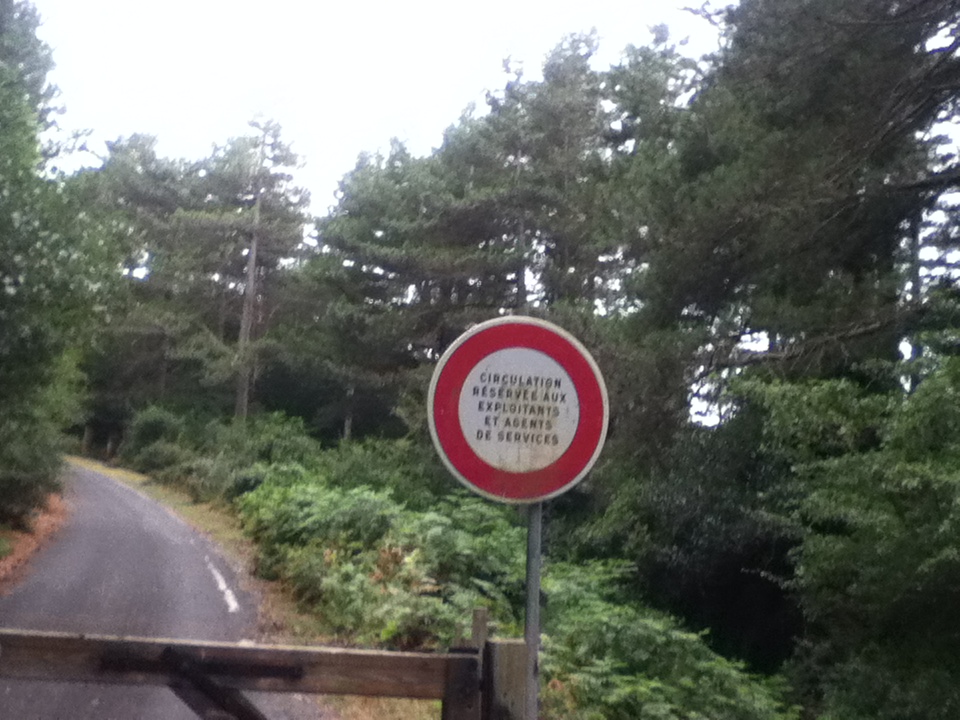 CIRCULATION
RÉSERVÉE AUX
EXPLOITANTS
ET AGENTS
DE SERVICES